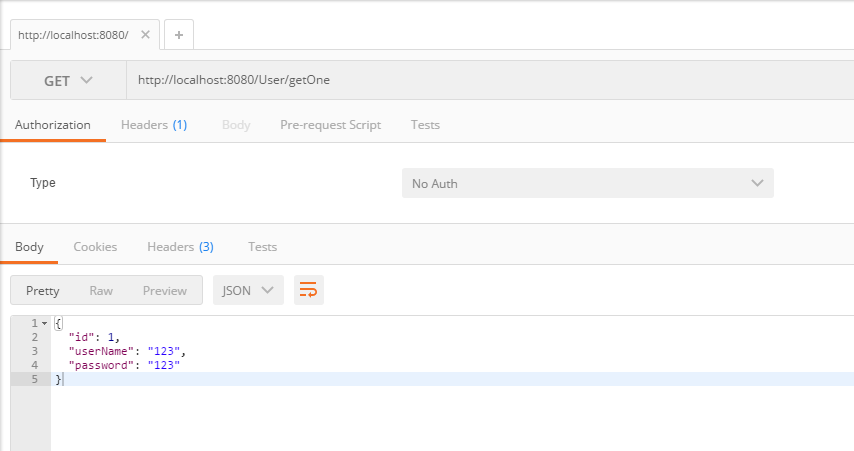 http://localhost:8080/
GET http://localhost:8080/User/getOne
Authorization Headers (1) Body Pre-request Script Tests
Type No Auth
Body Cookies Headers (3) Tests
Pretty Raw Preview JSON
1 {
2 "id": 1,
3 "userName": "123",
4 "password": "123"
5 }